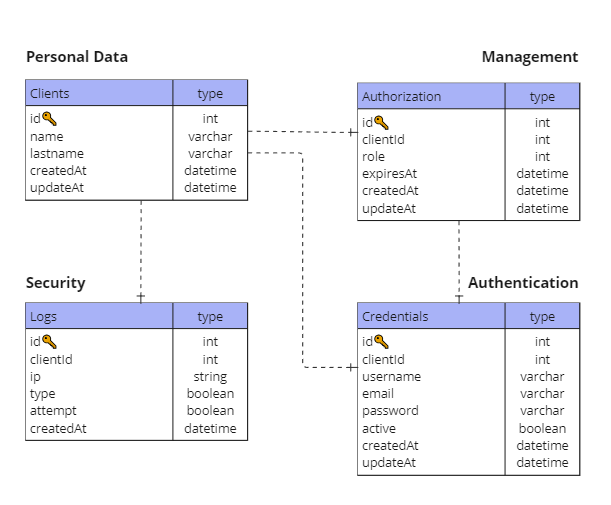 Personal Data
Clients type
id int
name varchar
lastname varchar
createdAt datetime
updateAt datetime
Management
Authorization type
id int
clientId int
role int
expiresAt datetime
createdAt datetime
updateAt datetime
Security
Logs type
id int
clientId int
ip string
type boolean
attempt boolean
createdAt datetime
Authentication
Credentials type
id int
clientId int
username varchar
email varchar
password varchar
active boolean
createdAt datetime
updateAt datetime